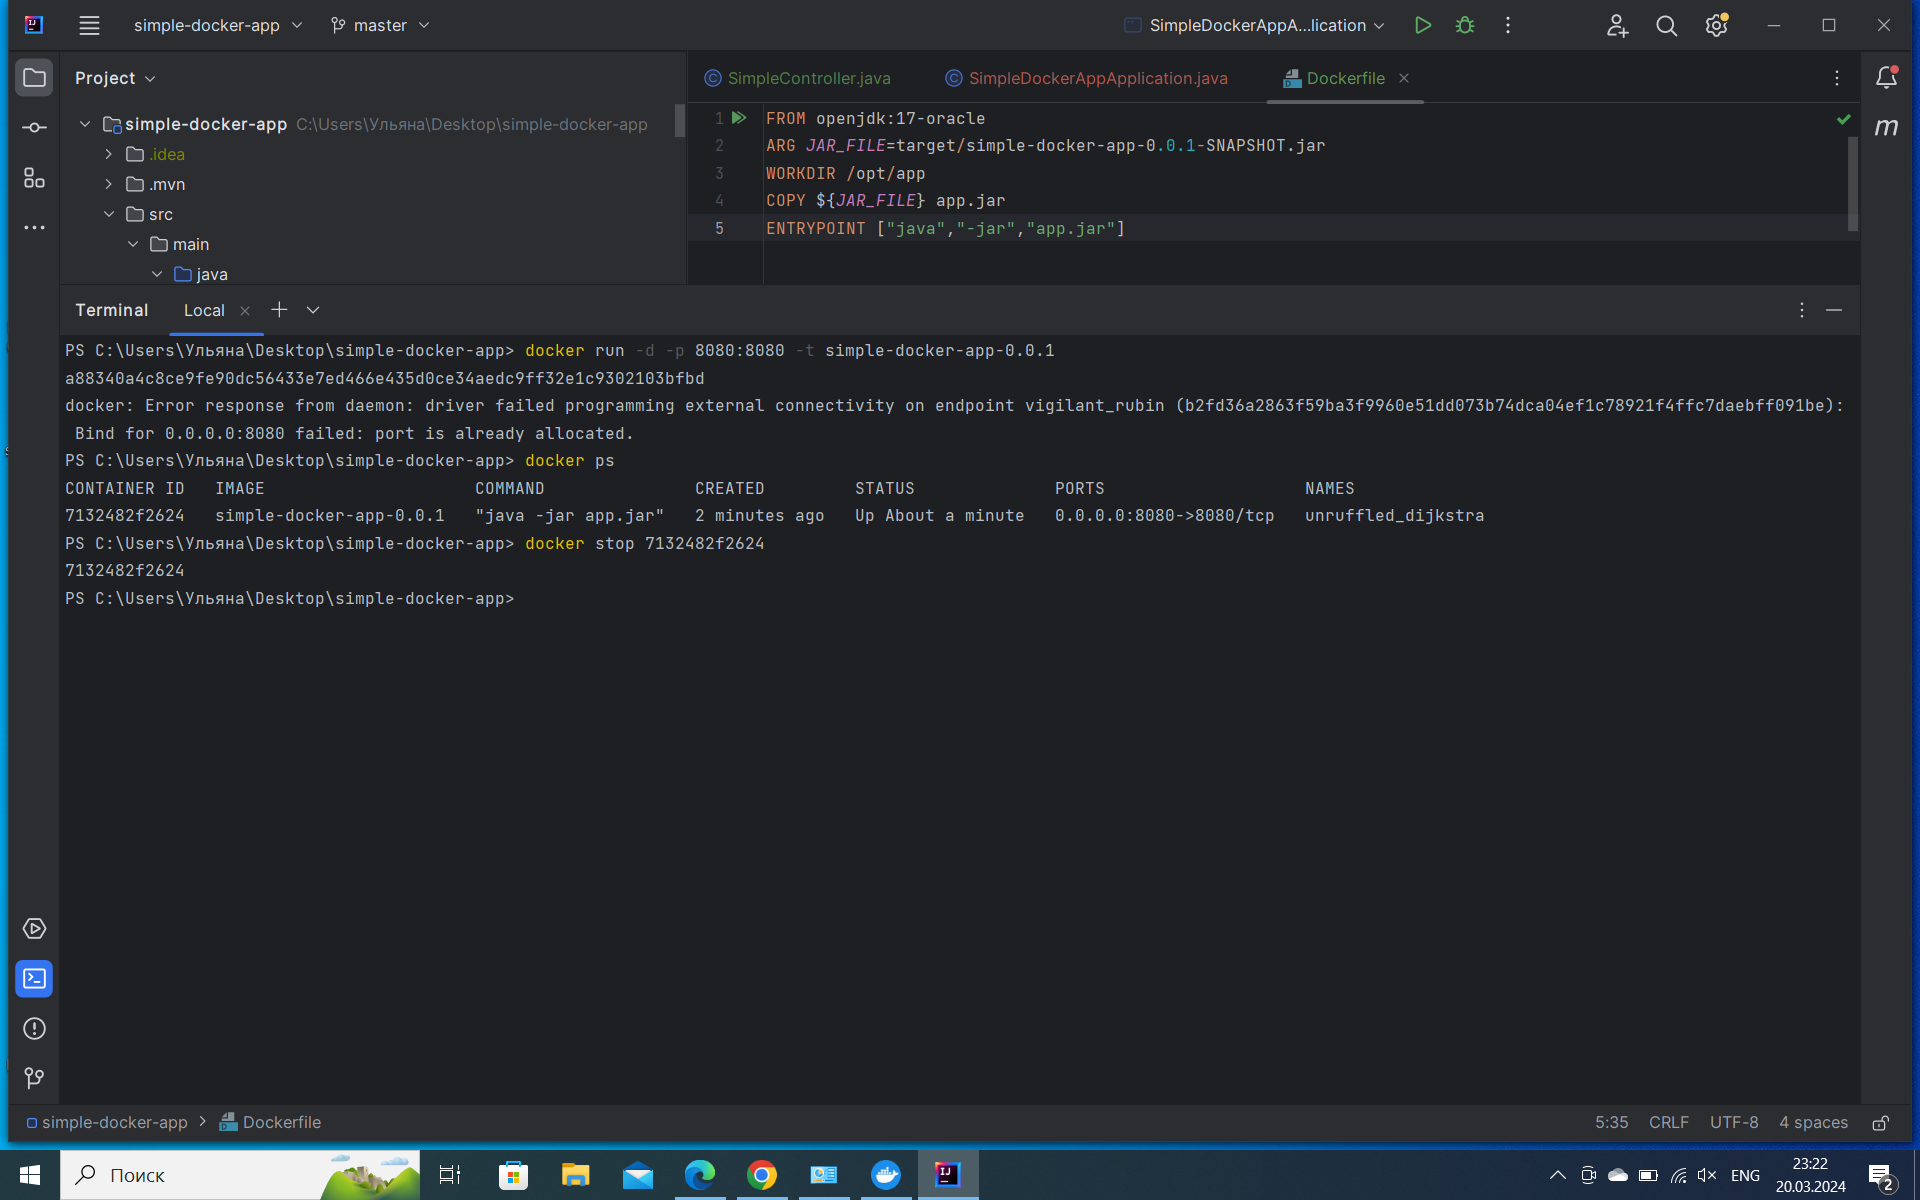 simple-docker-app
master
SimpleDockerAppA...lication
Project
SimpleController.java
SimpleDockerAppApplication.java
Dockerfile
simple-docker-app C:\Users\Ульяна\Desktop\simple-docker-app
.idea
.mvn
src
main
java
1 FROM openjdk:17-oracle
2 ARG JAR_FILE=target/simple-docker-app-0.0.1-SNAPSHOT.jar
3 WORKDIR /opt/app
4 COPY ${JAR_FILE} app.jar
5 ENTRYPOINT ["java","-jar","app.jar"]
m
Terminal
Local
PS C:\Users\Ульяна\Desktop\simple-docker-app> docker run -d -p 8080:8080 -t simple-docker-app-0.0.1
a88340a4c8ce9fe90dc56433e7ed466e435d0ce34aedc9ff32e1c9302103bfbd
docker: Error response from daemon: driver failed programming external connectivity on endpoint vigilant_rubin (b2fd36a2863f59ba3f9960e51dd073b74dca04ef1c78921f4ffc7daebff091be):
Bind for 0.0.0.0:8080 failed: port is already allocated.
PS C:\Users\Ульяна\Desktop\simple-docker-app> docker ps
CONTAINER ID IMAGE COMMAND CREATED STATUS PORTS NAMES
7132482f2624 simple-docker-app-0.0.1 "java -jar app.jar" 2 minutes ago Up About a minute 0.0.0.0:8080->8080/tcp unruffled_dijkstra
PS C:\Users\Ульяна\Desktop\simple-docker-app> docker stop 7132482f2624
7132482f2624
PS C:\Users\Ульяна\Desktop\simple-docker-app>
simple-docker-app > Dockerfile
5:35 CRLF UTF-8 4 spaces
Поиск
ENG
23:22
20.03.2024
2